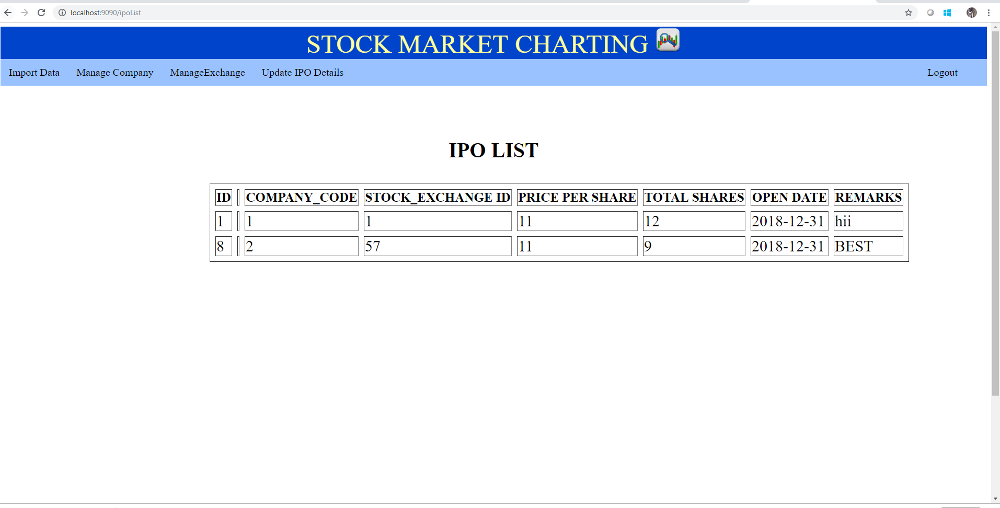 localhost:9090/ipoList
STOCK MARKET CHARTING
Import Data Manage Company ManageExchange Update IPO Details Logout
IPO LIST
ID COMPANY_CODE STOCK_EXCHANGE ID PRICE PER SHARE TOTAL SHARES OPEN DATE REMARKS
1 1 1 11 12 2018-12-31 hii
8 2 57 11 9 2018-12-31 BEST